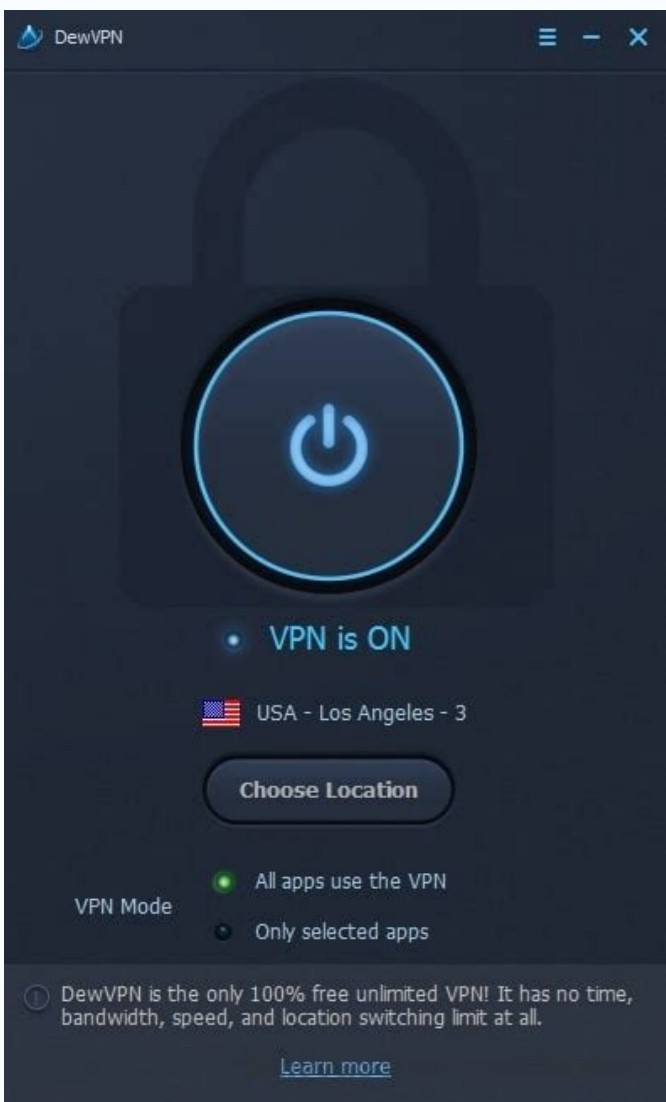 DewVPN
VPN is ON
USA - Los Angeles - 3
Choose Location
All apps use the VPN
VPN Mode
Only selected apps
DewVPN is the only 100% free unlimited VPN! It has no time,
bandwidth, speed, and location switching limit at all.
Learn more